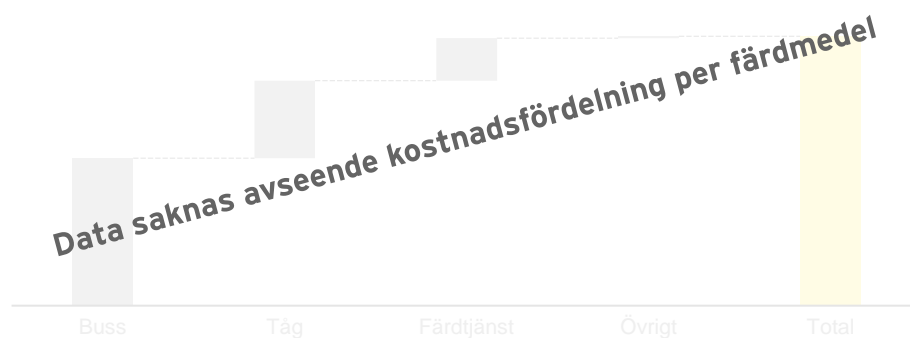 Data saknas avseende kostnadsfördelning per färdmedel
Buss Tåg Färdtjänst Övrigt Total